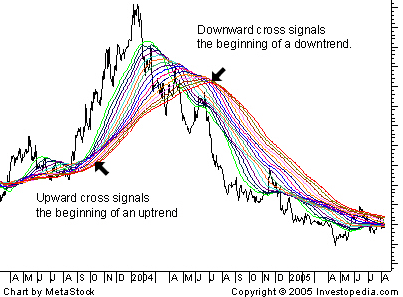 Downward cross signals
the beginning of a downtrend.
Upward cross signals
the beginning of an uptrend
A M J J A S O N D 2004 A M J J A S O N D 2005 A M J J A
Chart by MetaStock Copyright © 2005 Investopedia.com